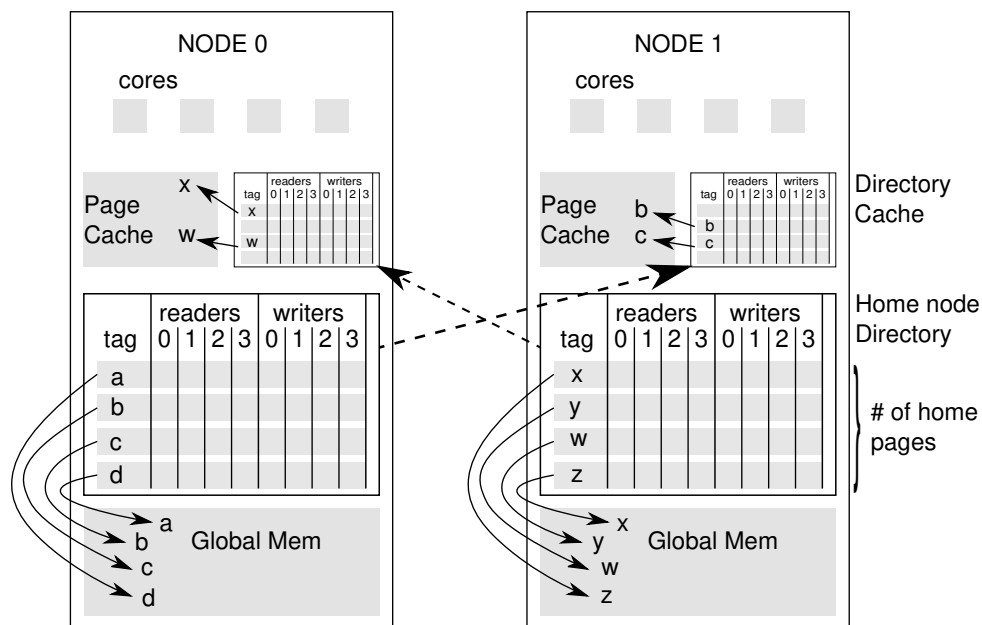 NODE 0
cores
Page
Cache
x
w
readers writers
tag 0 1 2 3 0 1 2 3
x
w
readers writers
tag 0 1 2 3 0 1 2 3
a
b
c
d
a
b
c
d
Global Mem
NODE 1
cores
Page
Cache
b
c
readers writers
tag 0 1 2 3 0 1 2 3
b
c
readers writers
tag 0 1 2 3 0 1 2 3
x
y
w
z
x
y
w
z
Global Mem
Directory
Cache
Home node
Directory
# of home
pages